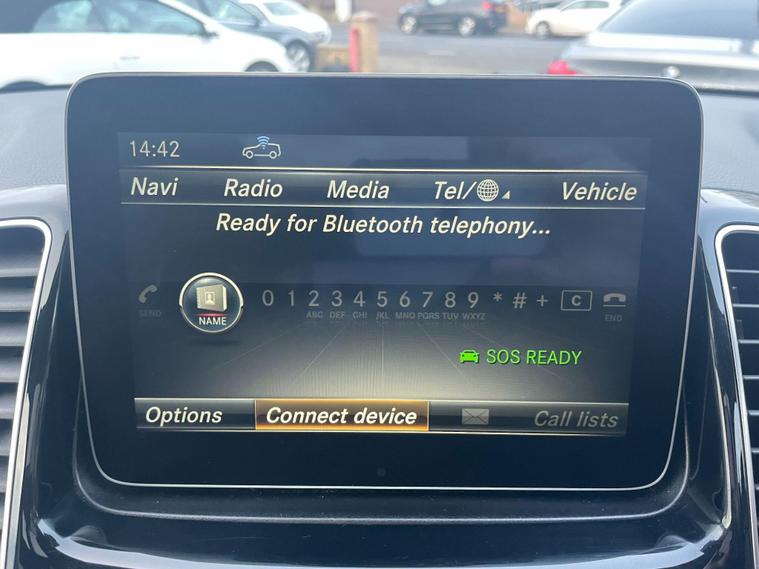 14:42
Navi Radio Media Tel/ Vehicle
Ready for Bluetooth telephony...
SEND NAME 0 1 2 3 4 5 6 7 8 9 * # + C END
ABC DEF GHI JKL MNO PQRS TUV WXYZ
SOS READY
Options Connect device Call lists